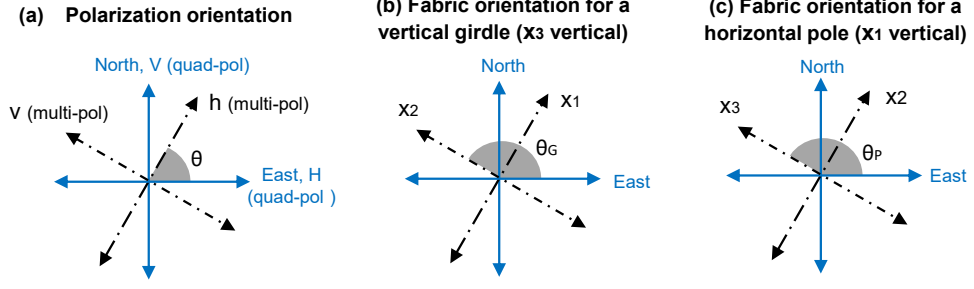 (a) Polarization orientation
North, V (quad-pol)
v (multi-pol)
h (multi-pol)
θ
East, H
(quad-pol )
(b) Fabric orientation for a
vertical girdle (x3 vertical)
North
x2
x1
θG
East
(c) Fabric orientation for a
horizontal pole (x1 vertical)
North
x3
x2
θP
East